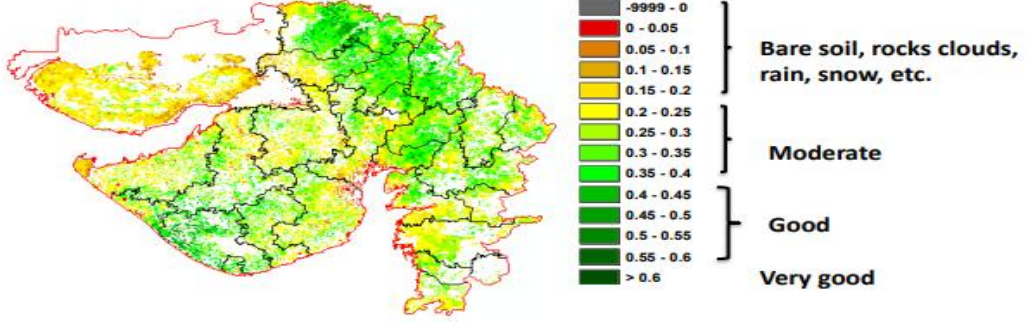 -9999 - 0
0 - 0.05
0.05 - 0.1
0.1 - 0.15
0.15 - 0.2
0.2 - 0.25
0.25 - 0.3
0.3 - 0.35
0.35 - 0.4
0.4 - 0.45
0.45 - 0.5
0.5 - 0.55
0.55 - 0.6
> 0.6
Bare soil, rocks clouds,
rain, snow, etc.
Moderate
Good
Very good